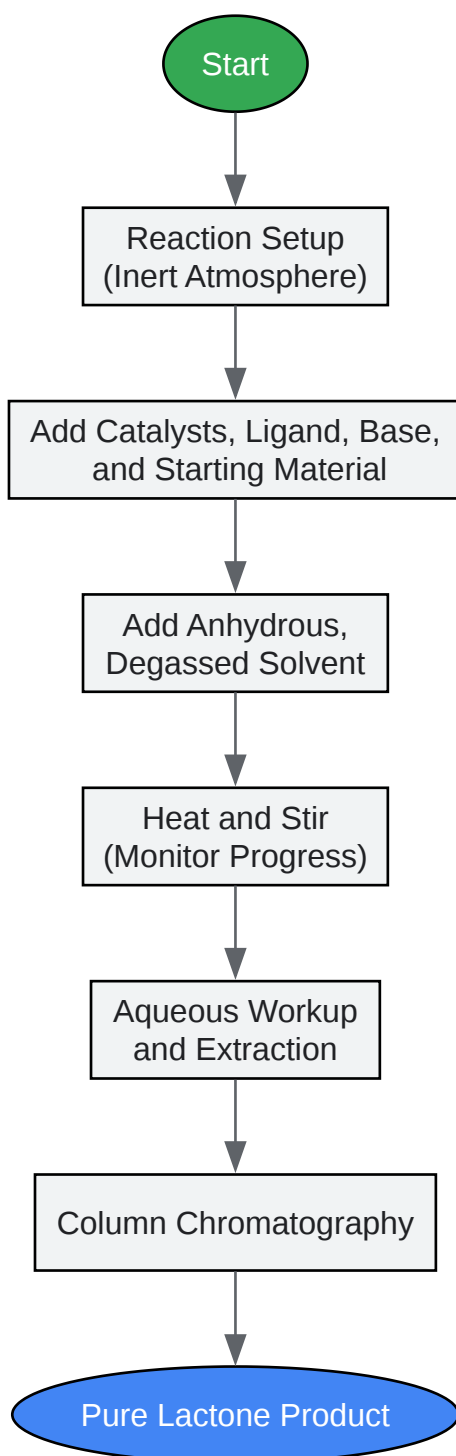 Start
Reaction Setup
(Inert Atmosphere)
Add Catalysts, Ligand, Base,
and Starting Material
Add Anhydrous,
Degassed Solvent
Heat and Stir
(Monitor Progress)
Aqueous Workup
and Extraction
Column Chromatography
Pure Lactone Product